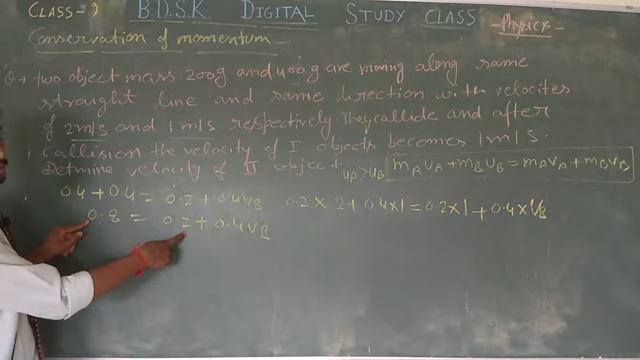 CLASS-9 B.D.S.K DIGITAL STUDY CLASS Physics
Conservation of momentum
Q→ two object mass 200g and 400g are moving along same
straight line and same direction with velocites
of 2m/s and 1m/s respectively. They collide and after
Callision the velocity of I objects becomes 1m/s.
Detmine velocity of II object
uA > uB
mAuA + mBuB = mAvA + mBvB
0.2 × 2 + 0.4×1 = 0.2×1 + 0.4×VB
0.4 + 0.4 = 0.2 + 0.4VB
0.8 = 0.2 + 0.4VB